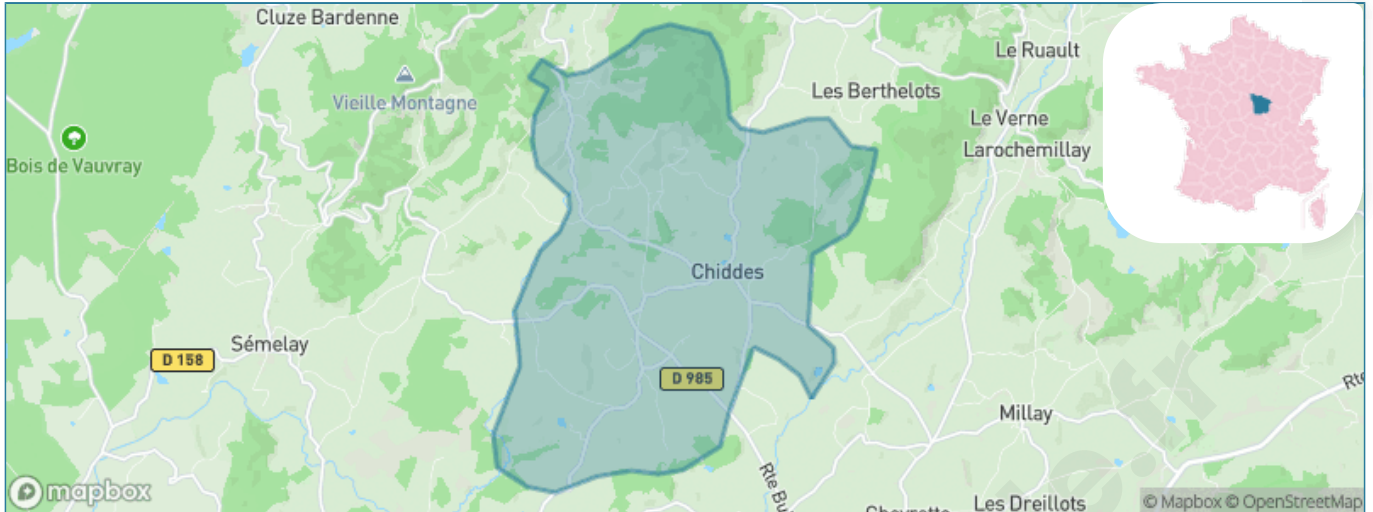 Cluze Bardenne
Le Ruault
Vieille Montagne
Les Berthelots
Le Verne
Larochemillay
Bois de Vauvray
Chiddes
Sémelay
D 158
D 985
Millay
Rte
Rte Bu
Les Dreillots
mapbox
© Mapbox © OpenStreetMap